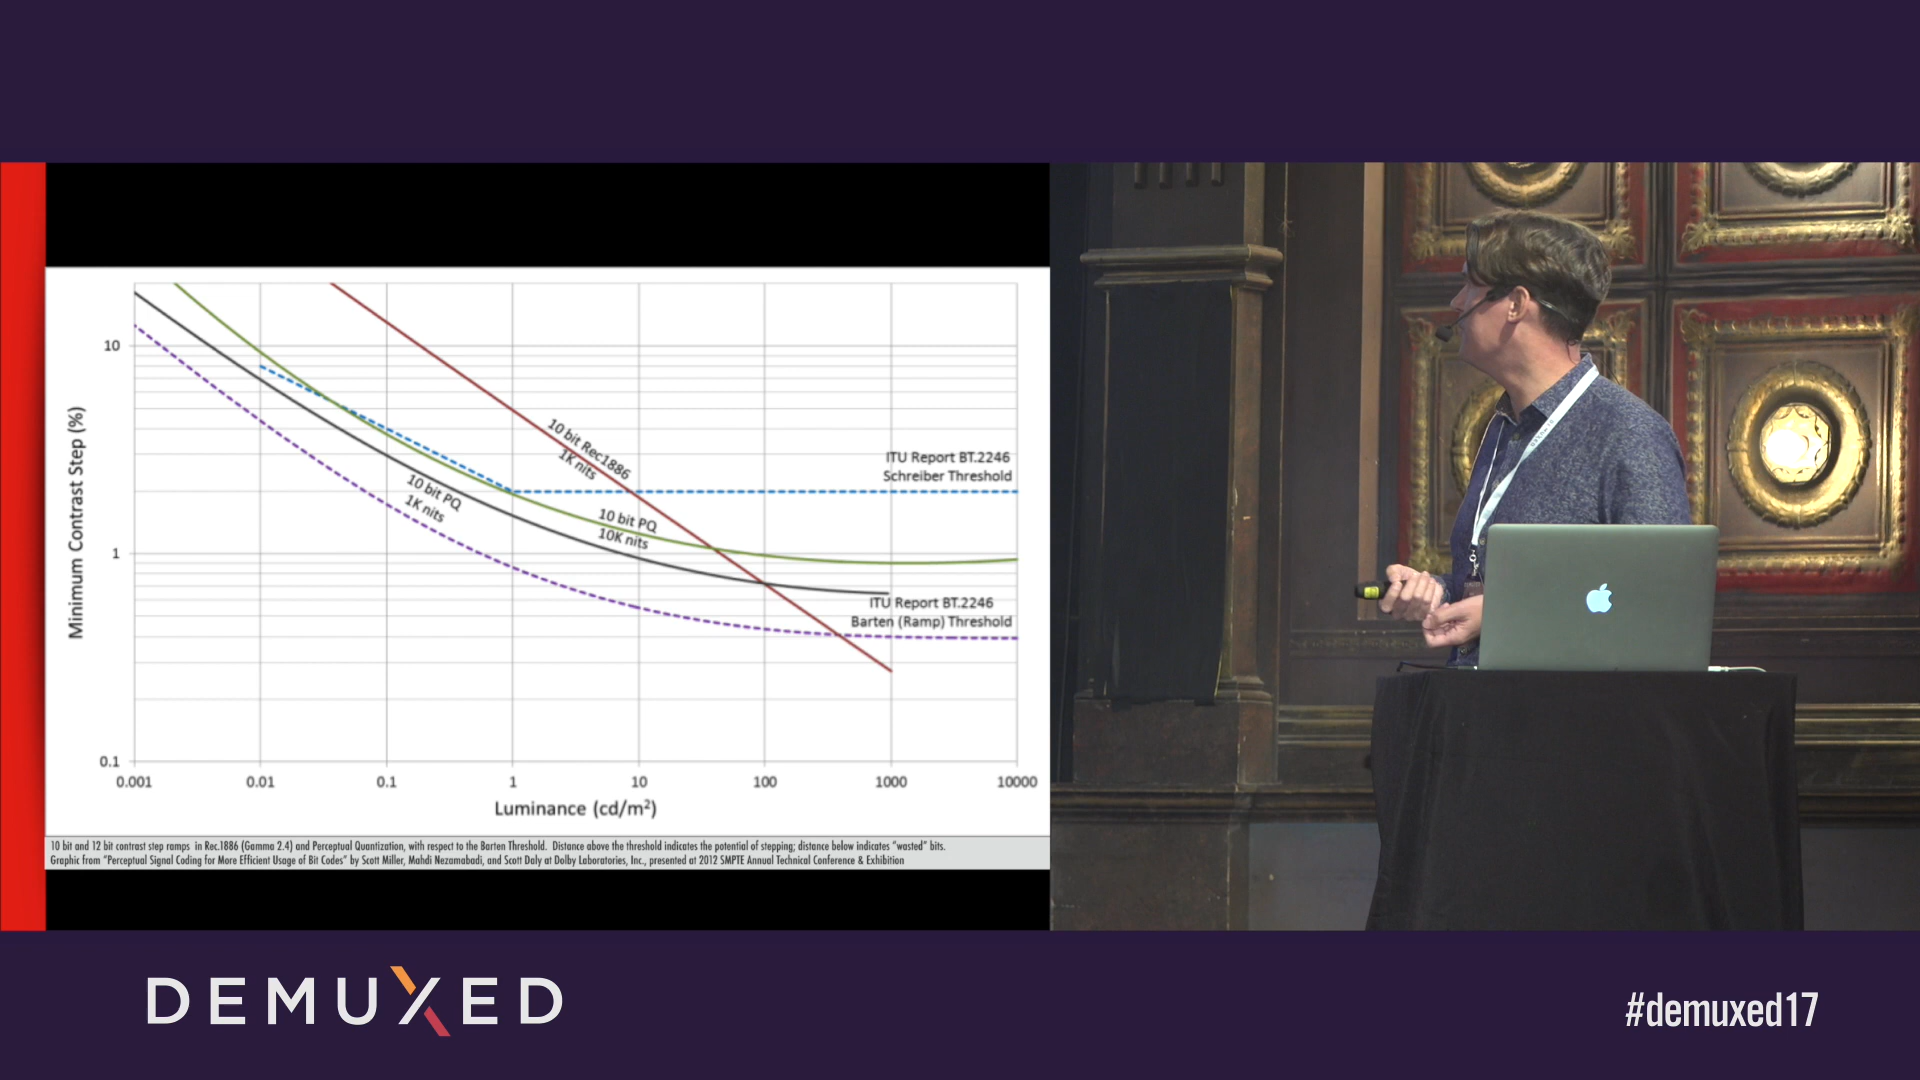 10
1
0.1
Minimum Contrast Step (%)
10 bit Rec1886
1K nits
ITU Report BT.2246
Schreiber Threshold
10 bit PQ
1K nits
10 bit PQ
10K nits
ITU Report BT.2246
Barten (Ramp) Threshold
0.001 0.01 0.1 1 10 100 1000 10000
Luminance (cd/m²)
10 bit and 12 bit contrast step ramps in Rec.1886 (Gamma 2.4) and Perceptual Quantization, with respect to the Barten Threshold. Distance above the threshold indicates the potential of stepping; distance below indicates "wasted" bits.
Graphic from "Perceptual Signal Coding for More Efficient Usage of Bit Codes" by Scott Miller, Mahdi Nezamabadi, and Scott Daly at Dolby Laboratories, Inc., presented at 2012 SMPTE Annual Technical Conference & Exhibition
DEMUXED
#demuxed17